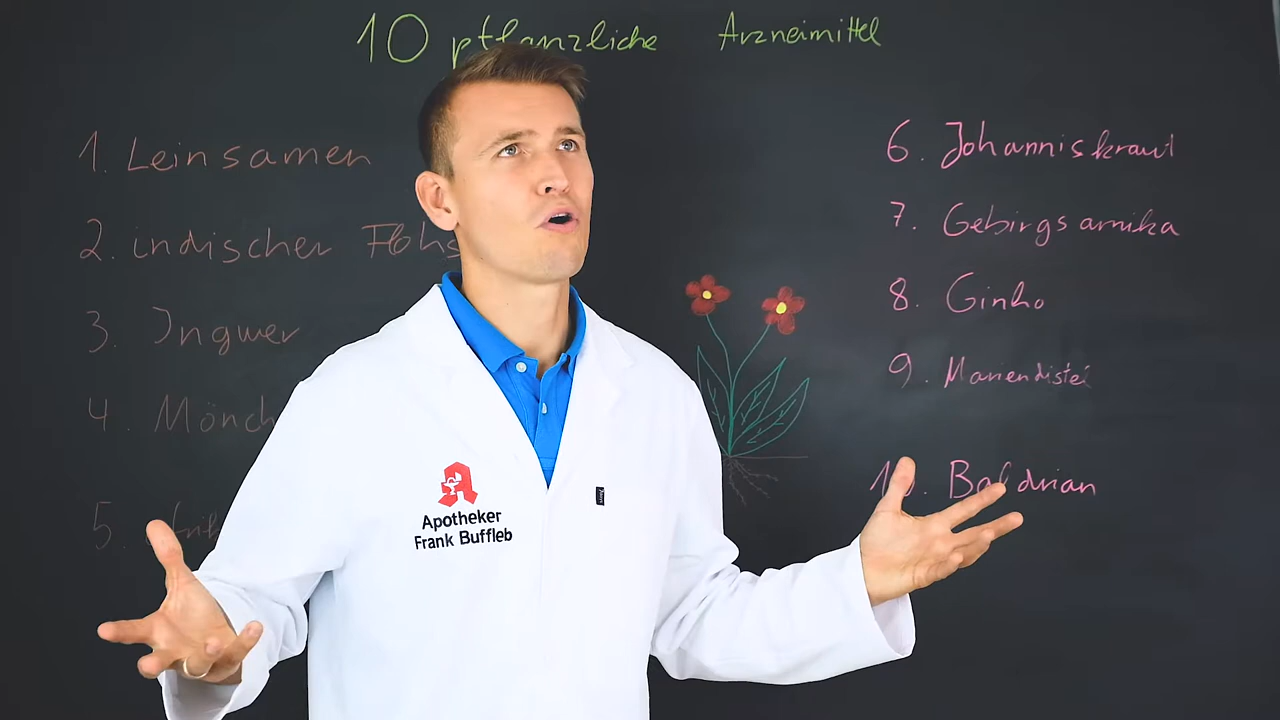 10 pflanzliche Arzneimittel
1. Leinsamen
2. indischer Flohs
3. Ingwer
4. Mönch
5.
6. Johanniskraut
7. Gebirgsarnika
8. Ginko
9. Mariendistel
10. Baldrian
Apotheker
Frank Buffleb